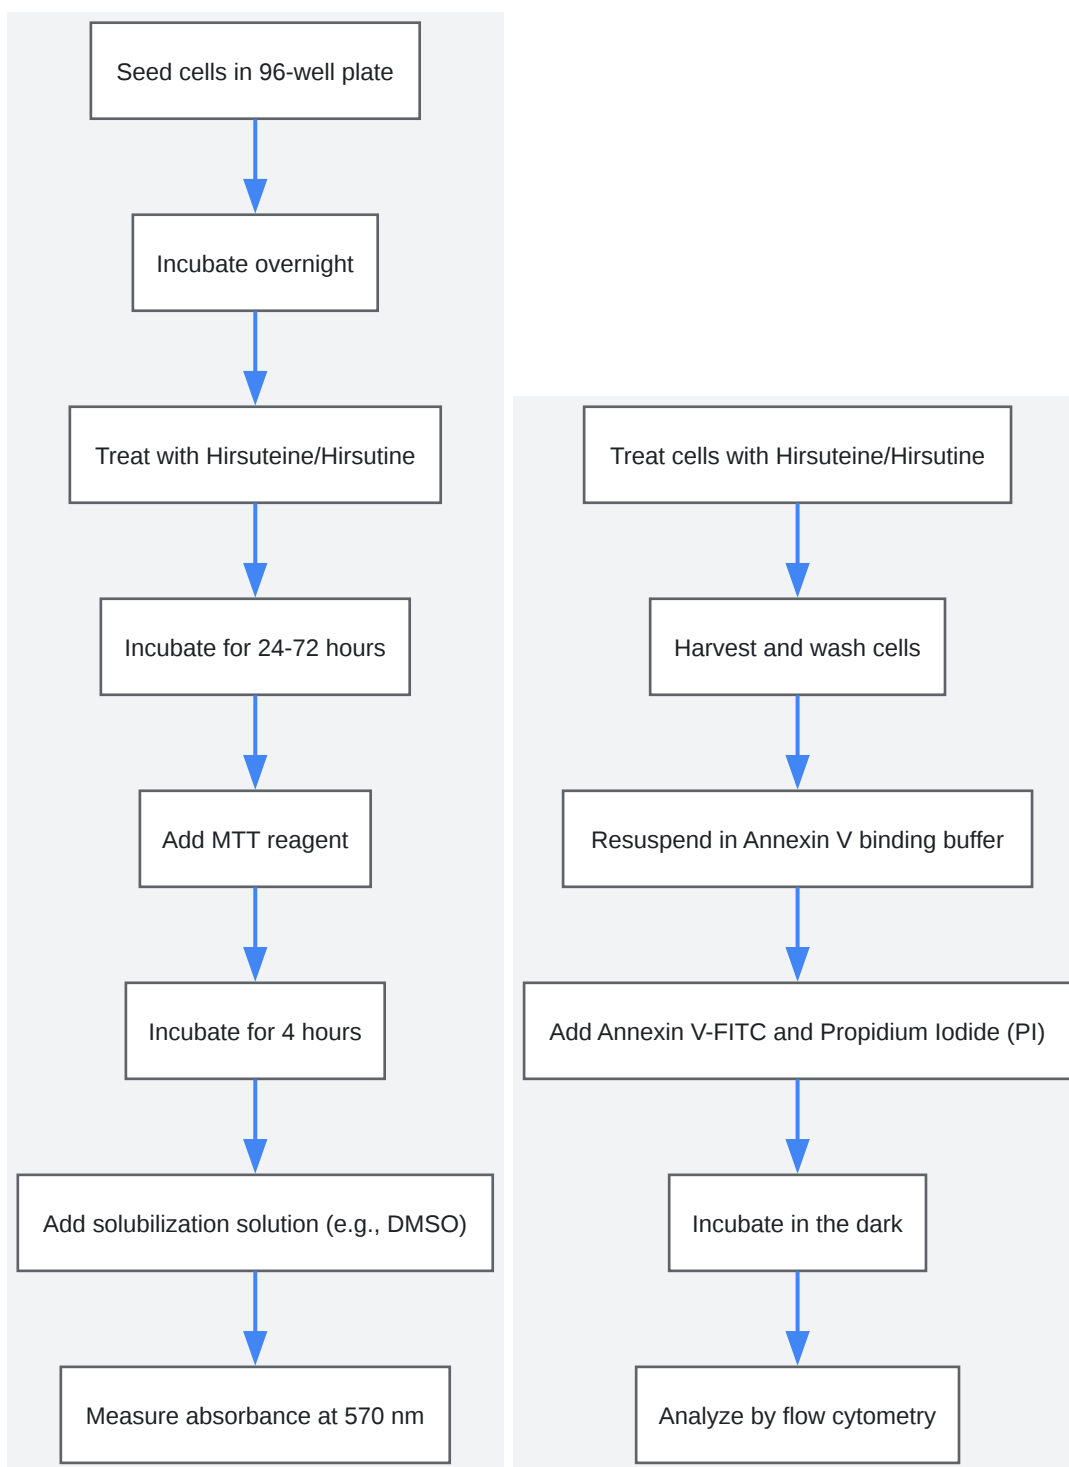 Seed cells in 96-well plate
Incubate overnight
Treat with Hirsuteine/Hirsutine
Incubate for 24-72 hours
Add MTT reagent
Incubate for 4 hours
Add solubilization solution (e.g., DMSO)
Measure absorbance at 570 nm
Treat cells with Hirsuteine/Hirsutine
Harvest and wash cells
Resuspend in Annexin V binding buffer
Add Annexin V-FITC and Propidium Iodide (PI)
Incubate in the dark
Analyze by flow cytometry